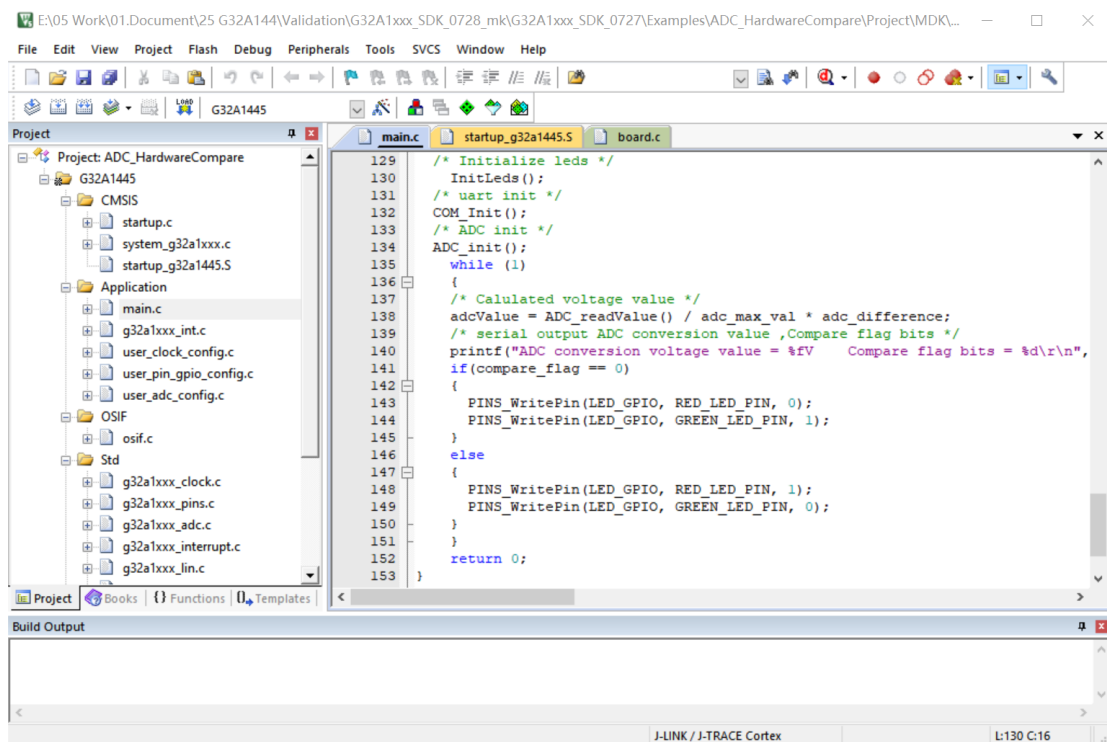 E:\05 Work\01.Document\25 G32A144\Validation\G32A1xxx_SDK_0728_mk\G32A1xxx_SDK_0727\Examples\ADC_HardwareCompare\Project\MDK\...
File Edit View Project Flash Debug Peripherals Tools SVCS Window Help
LOAD G32A1445
Project
Project: ADC_HardwareCompare
G32A1445
CMSIS
startup.c
system_g32a1xxx.c
startup_g32a1445.S
Application
main.c
g32a1xxx_int.c
user_clock_config.c
user_pin_gpio_config.c
user_adc_config.c
OSIF
osif.c
Std
g32a1xxx_clock.c
g32a1xxx_pins.c
g32a1xxx_adc.c
g32a1xxx_interrupt.c
g32a1xxx_lin.c
Project Books {} Functions Templates
main.c startup_g32a1445.S board.c
129 /* Initialize leds */
130 InitLeds();
131 /* uart init */
132 COM_Init();
133 /* ADC init */
134 ADC_init();
135 while (1)
136 {
137 /* Calulated voltage value */
138 adcValue = ADC_readValue() / adc_max_val * adc_difference;
139 /* serial output ADC conversion value ,Compare flag bits */
140 printf("ADC conversion voltage value = %fV    Compare flag bits = %d\r\n",
141 if(compare_flag == 0)
142 {
143 PINS_WritePin(LED_GPIO, RED_LED_PIN, 0);
144 PINS_WritePin(LED_GPIO, GREEN_LED_PIN, 1);
145 }
146 else
147 {
148 PINS_WritePin(LED_GPIO, RED_LED_PIN, 1);
149 PINS_WritePin(LED_GPIO, GREEN_LED_PIN, 0);
150 }
151 }
152 return 0;
153 }
Build Output
J-LINK / J-TRACE Cortex L:130 C:16